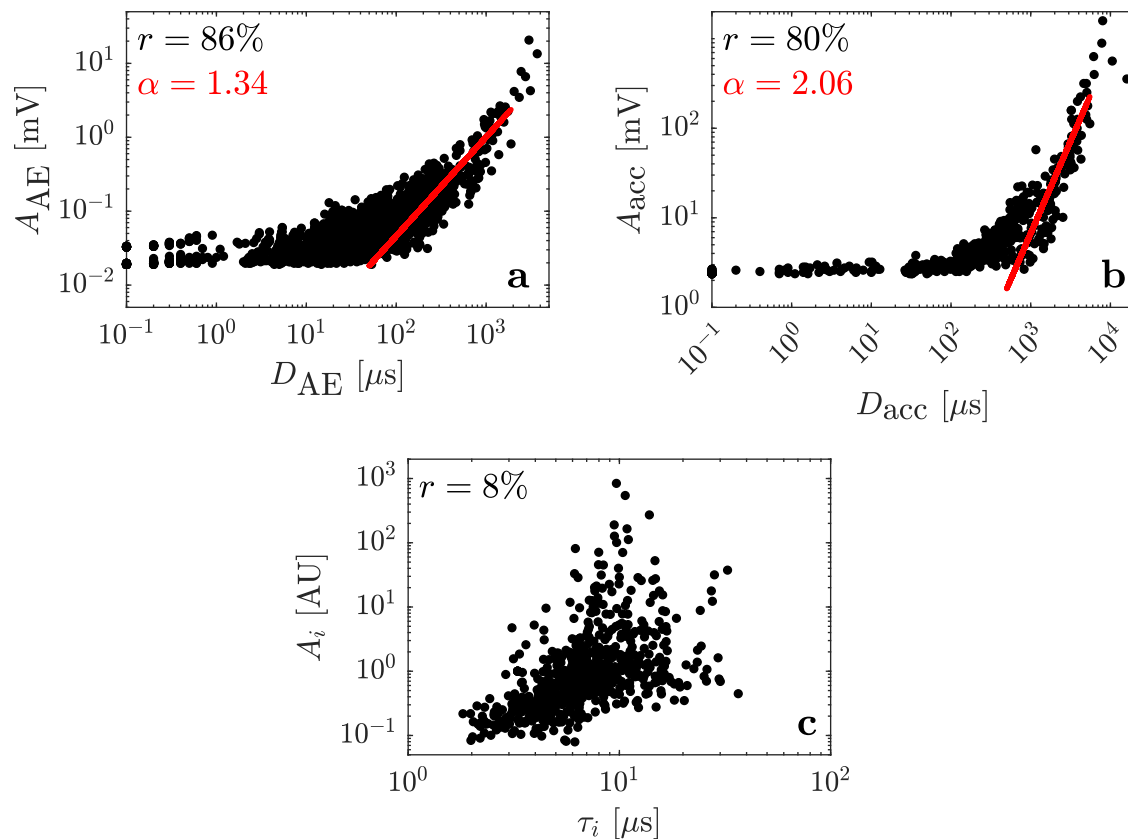 r = 86%
α = 1.34
A_AE [mV]
10^1
10^0
10^−1
10^−2
a
10^−1 10^0 10^1 10^2 10^3
D_AE [μs]
r = 80%
α = 2.06
A_acc [mV]
10^2
10^1
10^0
b
10^−1 10^0 10^1 10^2 10^3 10^4
D_acc [μs]
r = 8%
A_i [AU]
10^3
10^2
10^1
10^0
10^−1
c
10^0 10^1 10^2
τ_i [μs]